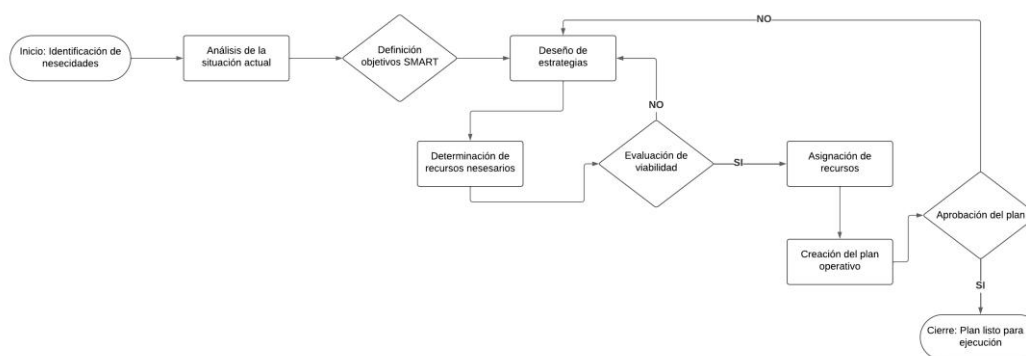 NO
Inicio: Identificación de
nesecidades
Análisis de la
situación actual
Definición
objetivos SMART
Deseño de
estrategias
NO
Determinación de
recursos nesesarios
Evaluación de
viabilidad
SI
Asignación de
recursos
Aprobación del plan
Creación del plan
operativo
SI
Cierre: Plan listo para
ejecución